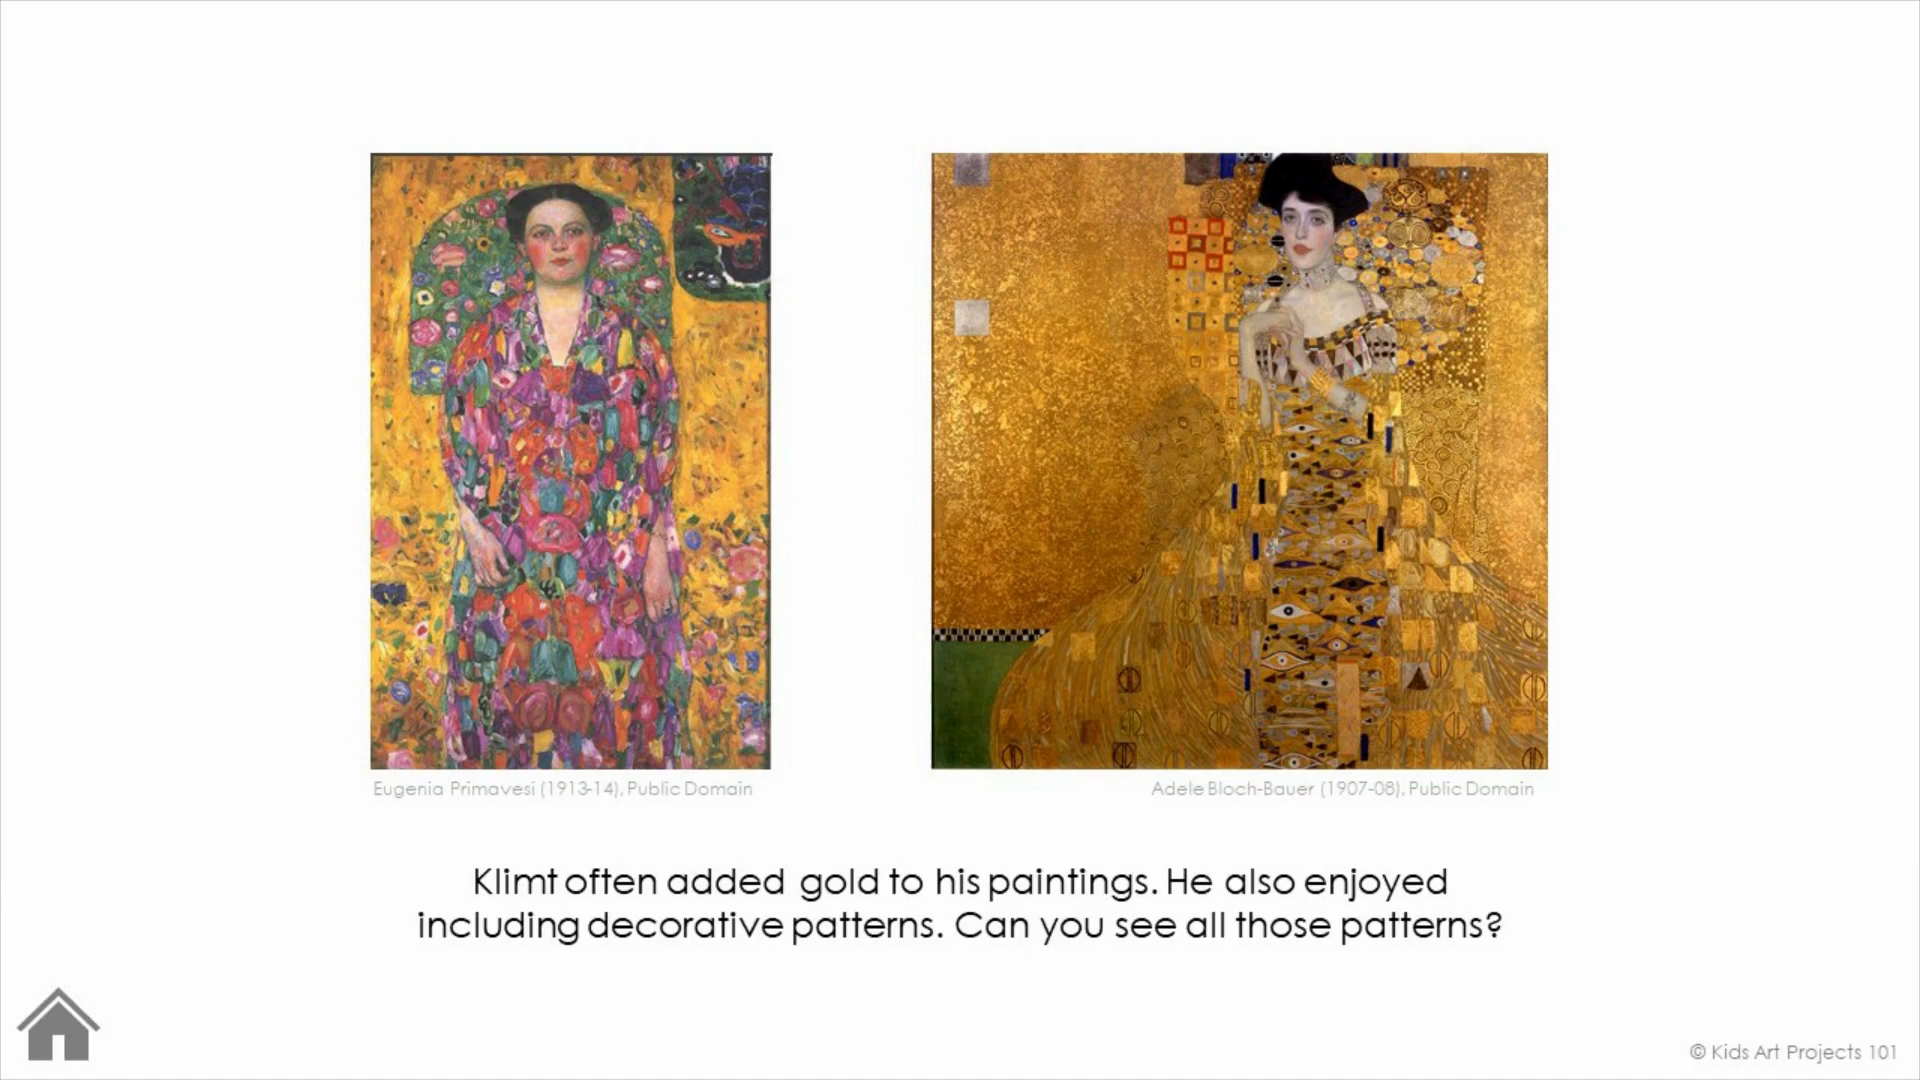 Eugenia Primavesi (1913-14), Public Domain
Adele Bloch-Bauer (1907-08), Public Domain
Klimt often added gold to his paintings. He also enjoyed
including decorative patterns. Can you see all those patterns?
© Kids Art Projects 101